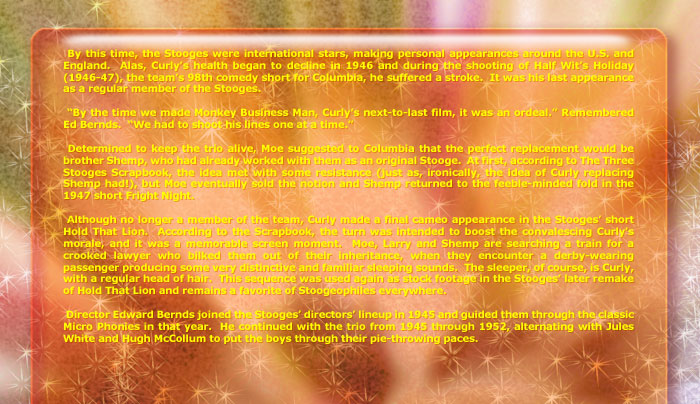 By this time, the Stooges were international stars, making personal appearances around the U.S. and
England.  Alas, Curly's health began to decline in 1946 and during the shooting of Half Wit's Holiday
(1946-47), the team's 98th comedy short for Columbia, he suffered a stroke.  It was his last appearance
as a regular member of the Stooges.
"By the time we made Monkey Business Man, Curly's next-to-last film, it was an ordeal." Remembered
Ed Bernds.  "We had to shoot his lines one at a time."
Determined to keep the trio alive, Moe suggested to Columbia that the perfect replacement would be
brother Shemp, who had already worked with them as an original Stooge.  At first, according to The Three
Stooges Scrapbook, the idea met with some resistance (just as, ironically, the idea of Curly replacing
Shemp had!), but Moe eventually sold the notion and Shemp returned to the feeble-minded fold in the
1947 short Fright Night.
Although no longer a member of the team, Curly made a final cameo appearance in the Stooges' short
Hold That Lion.  According to the Scrapbook, the turn was intended to boost the convalescing Curly's
morale, and it was a memorable screen moment.  Moe, Larry and Shemp are searching a train for a
crooked lawyer who bilked them out of their inheritance, when they encounter a derby-wearing
passenger producing some very distinctive and familiar sleeping sounds.  The sleeper, of course, is Curly,
with a regular head of hair.  This sequence was used again as stock footage in the Stooges' later remake
of Hold That Lion and remains a favorite of Stoogeophiles everywhere.
Director Edward Bernds joined the Stooges' directors' lineup in 1945 and guided them through the classic
Micro Phonies in that year.  He continued with the trio from 1945 through 1952, alternating with Jules
White and Hugh McCollum to put the boys through their pie-throwing paces.